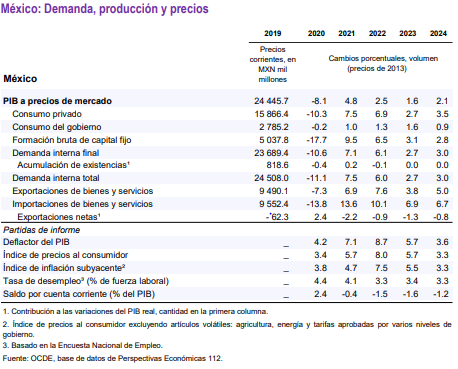 México: Demanda, producción y precios
2019 2020 2021 2022 2023 2024
México Precios corrientes, en MXN mil millones Cambios porcentuales, volumen (precios de 2013)
PIB a precios de mercado 24 445.7 -8.1 4.8 2.5 1.6 2.1
Consumo privado 15 866.4 -10.3 7.5 6.9 2.7 3.5
Consumo del gobierno 2 785.2 -0.2 1.0 1.3 1.6 0.9
Formación bruta de capital fijo 5 037.8 -17.7 9.5 6.5 3.1 2.8
Demanda interna final 23 689.4 -10.6 7.1 6.1 2.7 3.0
Acumulación de existencias¹ 818.6 -0.4 0.2 -0.1 0.0 0.0
Demanda interna total 24 508.0 -11.1 7.5 6.0 2.7 3.0
Exportaciones de bienes y servicios 9 490.1 -7.3 6.9 7.6 3.8 5.0
Importaciones de bienes y servicios 9 552.4 -13.8 13.6 10.1 6.9 6.7
Exportaciones netas¹ -62.3 2.4 -2.2 -0.9 -1.3 -0.8
Partidas de informe
Deflactor del PIB _ 4.2 7.1 8.7 5.7 3.6
Índice de precios al consumidor _ 3.4 5.7 8.0 5.7 3.3
Índice de inflación subyacente² _ 3.8 4.7 7.5 5.5 3.3
Tasa de desempleo³ (% de fuerza laboral) _ 4.4 4.1 3.3 3.4 3.3
Saldo por cuenta corriente (% del PIB) _ 2.4 -0.4 -1.5 -1.6 -1.2
1. Contribución a las variaciones del PIB real, cantidad en la primera columna.
2. Índice de precios al consumidor excluyendo artículos volátiles: agricultura, energía y tarifas aprobadas por varios niveles de
gobierno.
3. Basado en la Encuesta Nacional de Empleo.
Fuente: OCDE, base de datos de Perspectivas Económicas 112.